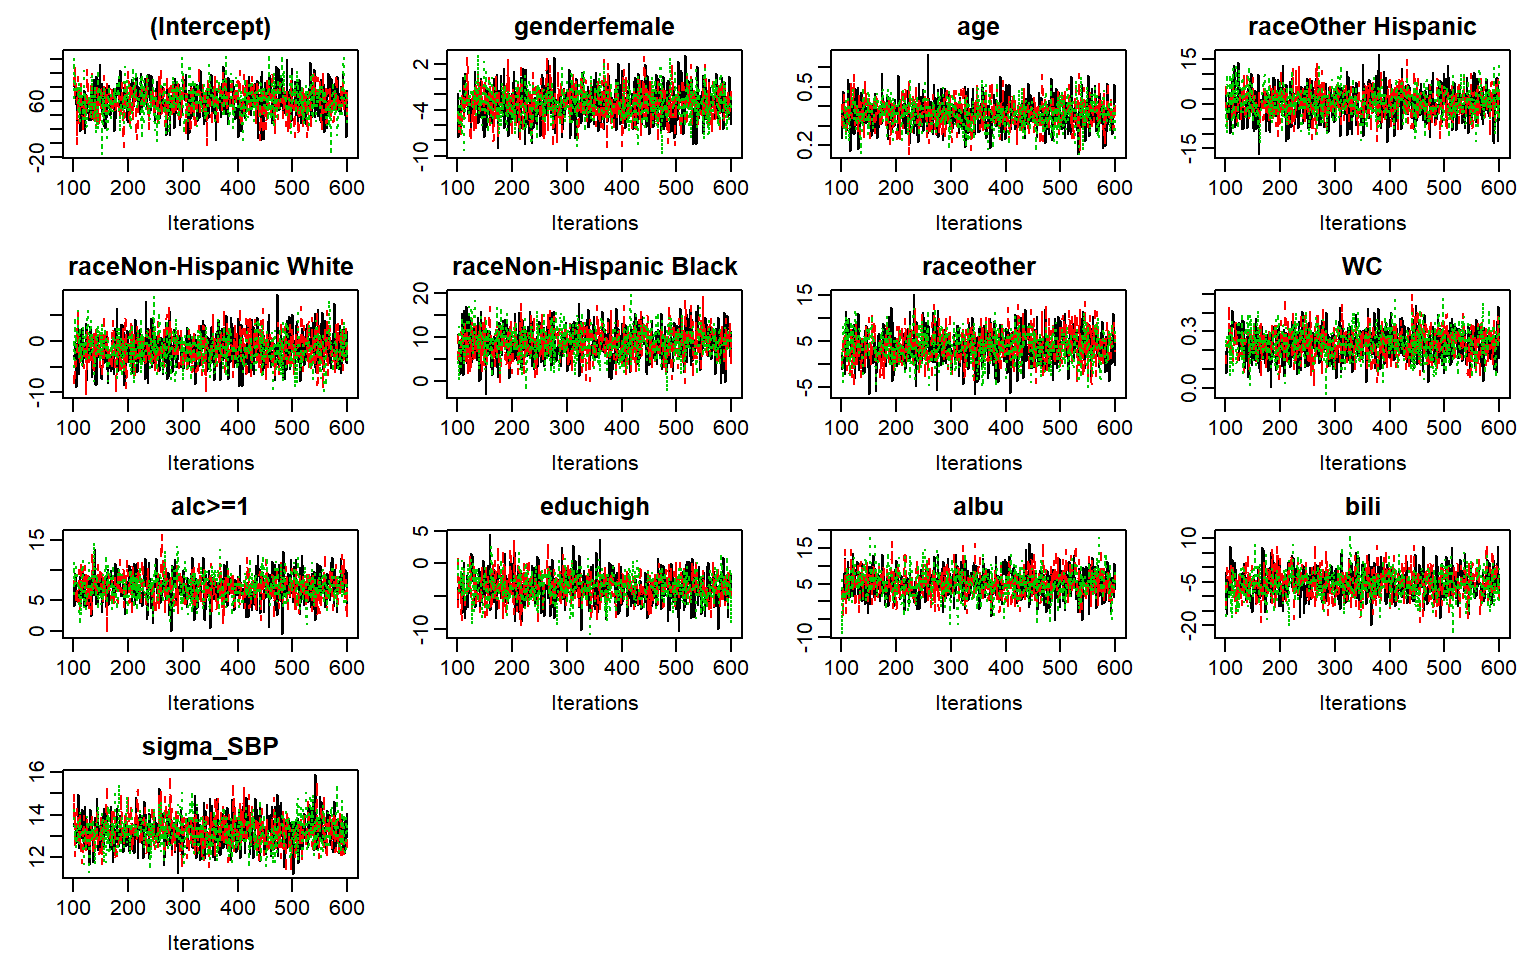 (Intercept)
60
-20
100 200 300 400 500 600
Iterations
genderfemale
2
-4
-10
100 200 300 400 500 600
Iterations
age
0.5
0.2
100 200 300 400 500 600
Iterations
raceOther Hispanic
15
0
-15
100 200 300 400 500 600
Iterations
raceNon-Hispanic White
0
-10
100 200 300 400 500 600
Iterations
raceNon-Hispanic Black
20
10
0
100 200 300 400 500 600
Iterations
raceother
15
5
-5
100 200 300 400 500 600
Iterations
WC
0.3
0.0
100 200 300 400 500 600
Iterations
alc>=1
15
5
0
100 200 300 400 500 600
Iterations
educhigh
5
0
-10
100 200 300 400 500 600
Iterations
albu
15
5
-10
100 200 300 400 500 600
Iterations
bili
10
-5
-20
100 200 300 400 500 600
Iterations
sigma_SBP
16
14
12
100 200 300 400 500 600
Iterations